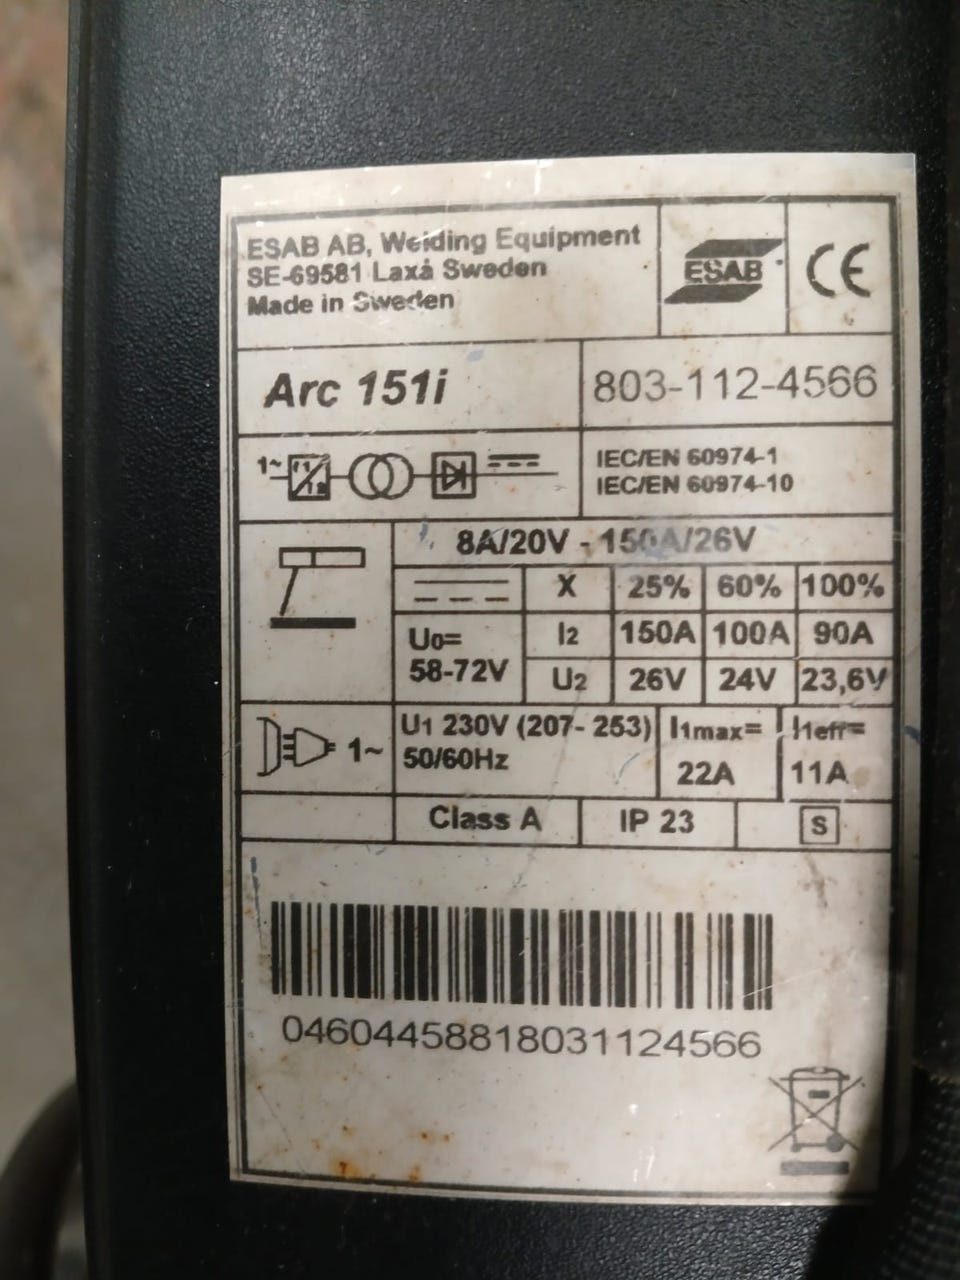 ESAB AB, Welding Equipment
SE-69581 Laxå Sweden
Made in Sweden
ESAB
CE
Arc 151i
803-112-4566
1~
IEC/EN 60974-1
IEC/EN 60974-10
8A/20V - 150A/26V
X 25% 60% 100%
U0=
58-72V
I2 150A 100A 90A
U2 26V 24V 23,6V
1~
U1 230V (207- 253)
50/60Hz
I1max=
22A
I1eff=
11A
Class A
IP 23
S
04604458818031124566